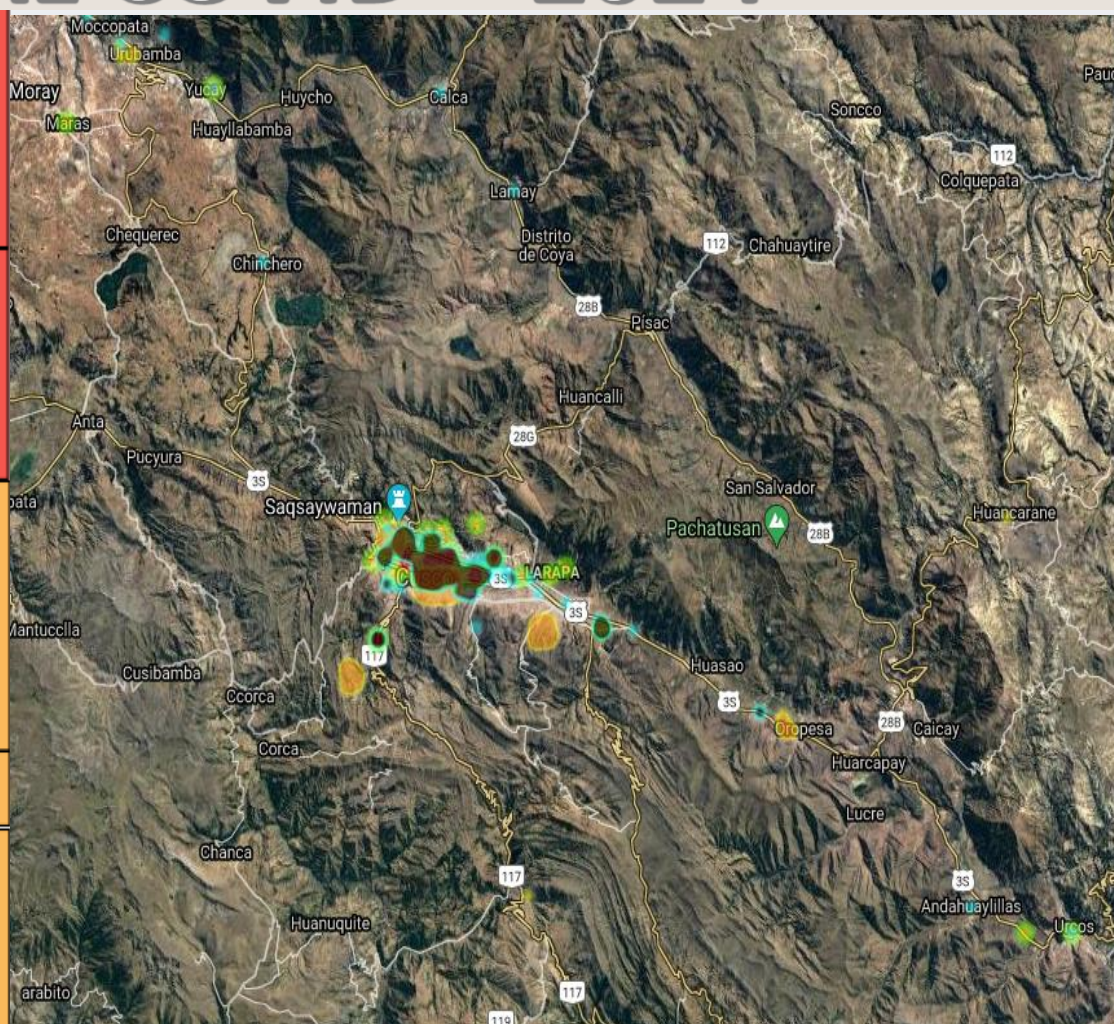 Moccopata
Urubamba
Moray
Yucay
Huycho
Calca
Maras
Huayllabamba
Soncco
112
Colquepata
Lamay
Chequerec
Distrito
de Coya
112
Chahuaytire
Chinchero
28B
Písac
Huancalli
Anta
28G
Pucyura
3S
San Salvador
Saqsaywaman
Huancarane
Pachatusan
28B
LARAPA
3S
3S
Mantucclla
117
Huasao
Cusibamba
Ccorca
3S
28B
Oropesa
Caicay
Corca
Huarcapay
Lucre
Chanca
117
3S
Andahuaylillas
Huanuquite
Urcos
arabito
117
119